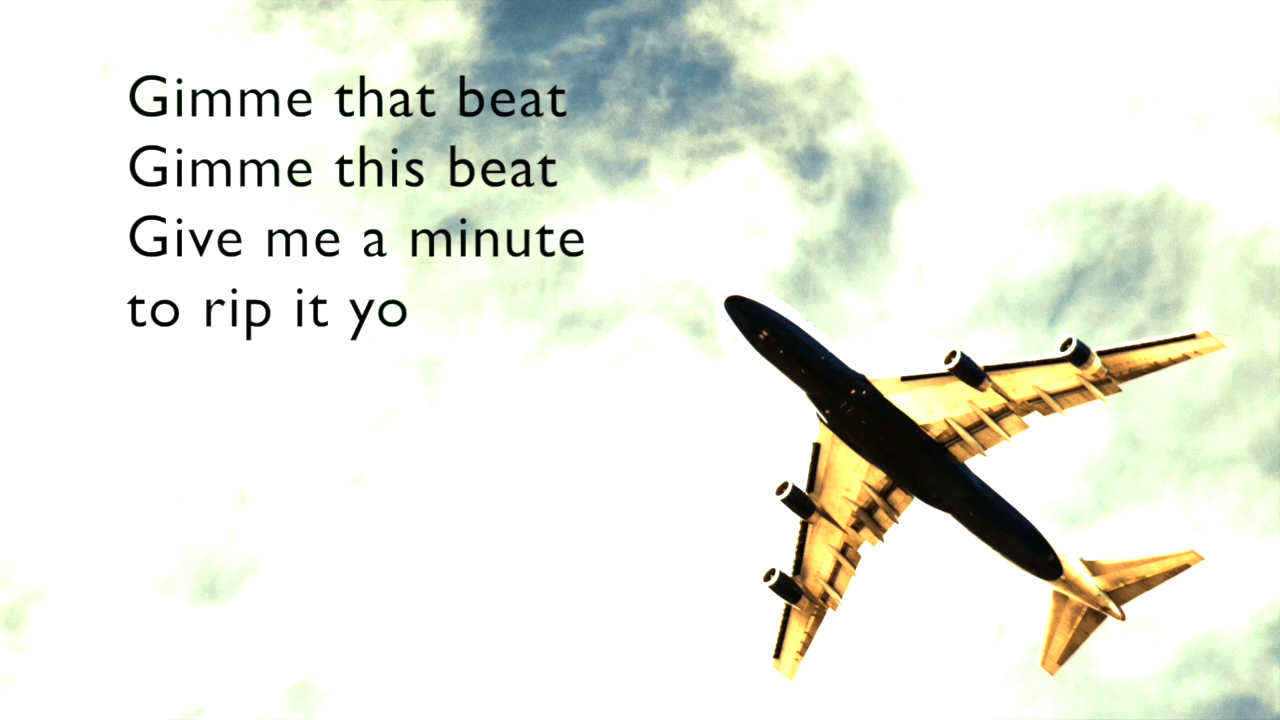 Gimme that beat
Gimme this beat
Give me a minute
to rip it yo